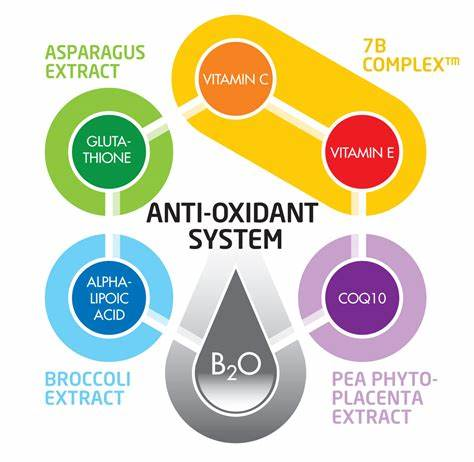 ASPARAGUS
EXTRACT
7B
COMPLEX™
VITAMIN C
GLUTA-
THIONE
VITAMIN E
ANTI-OXIDANT
SYSTEM
ALPHA-
LIPOIC
ACID
COQ10
B₂O
BROCCOLI
EXTRACT
PEA PHYTO-
PLACENTA
EXTRACT